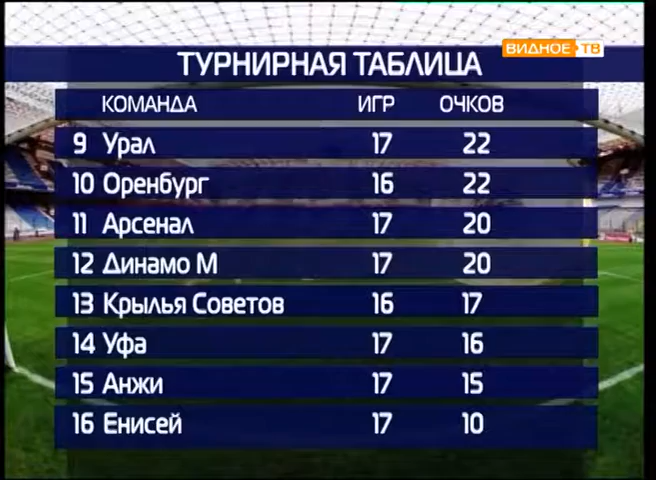 ВИДНОЕ ТВ
ТУРНИРНАЯ ТАБЛИЦА
КОМАНДА ИГР ОЧКОВ
9 Урал 17 22
10 Оренбург 16 22
11 Арсенал 17 20
12 Динамо М 17 20
13 Крылья Советов 16 17
14 Уфа 17 16
15 Анжи 17 15
16 Енисей 17 10